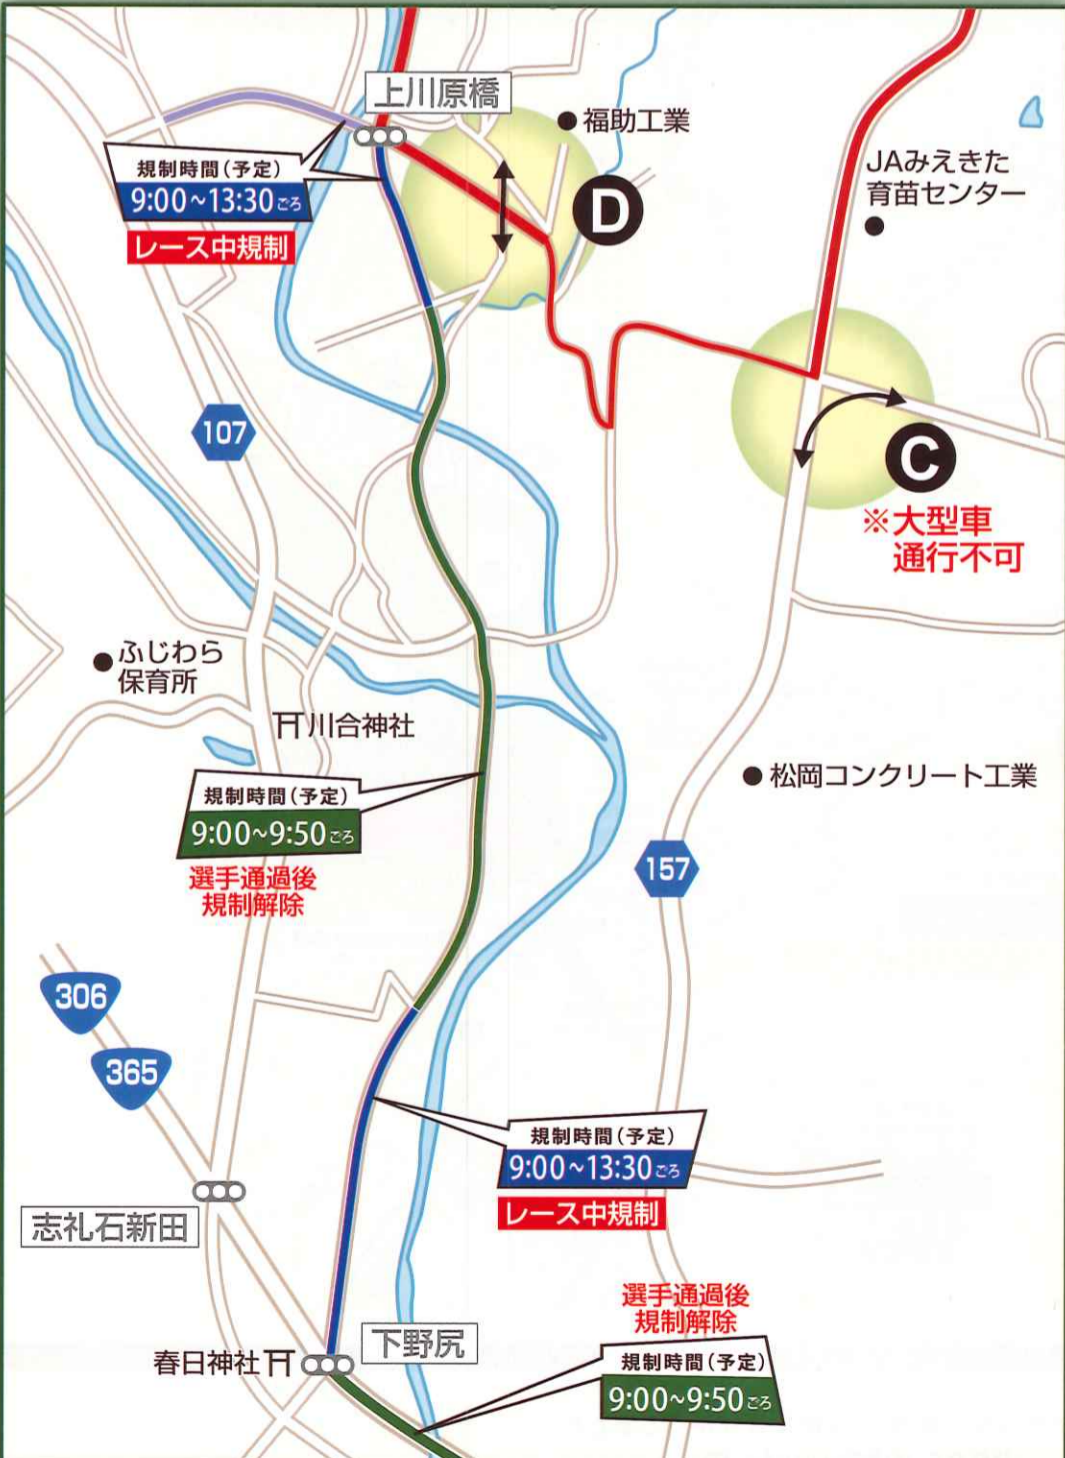 上川原橋
福助工業
JAみえきた
育苗センター
規制時間(予定)
9:00~13:30ごろ
レース中規制
D
107
C
※大型車
通行不可
ふじわら
保育所
川合神社
規制時間(予定)
9:00~9:50ごろ
選手通過後
規制解除
松岡コンクリート工業
157
306
365
規制時間(予定)
9:00~13:30ごろ
レース中規制
志礼石新田
選手通過後
規制解除
規制時間(予定)
9:00~9:50ごろ
下野尻
春日神社